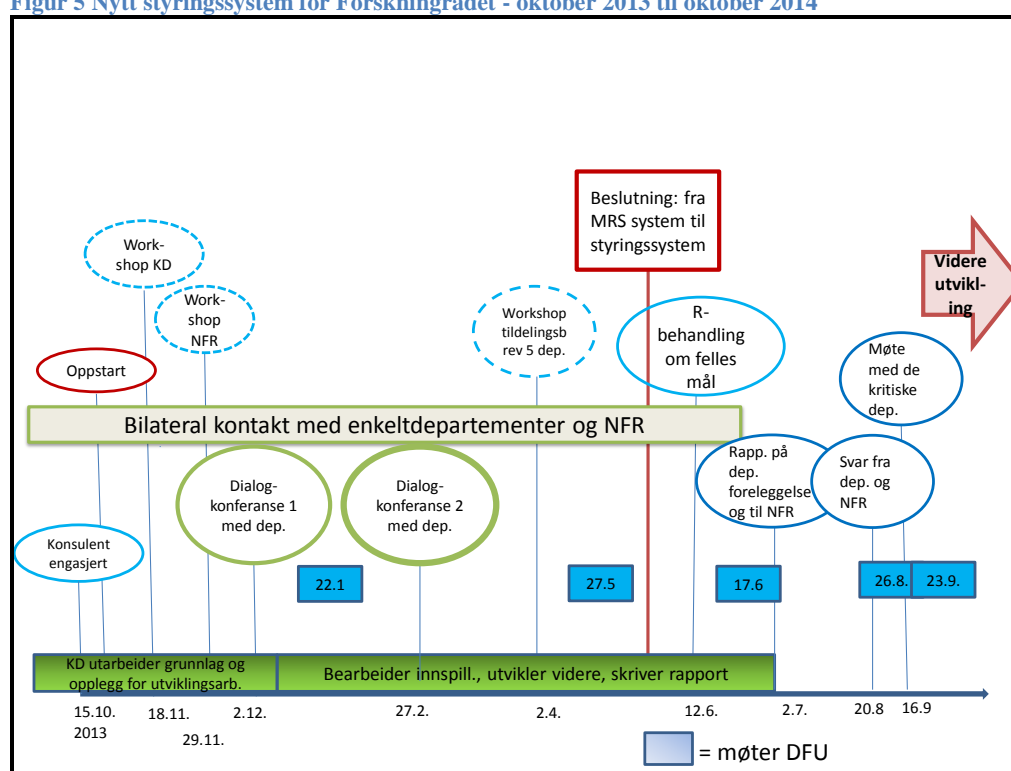 Figur 5 Nytt styringssystem for Forskningrådet - oktober 2013 til oktober 2014
Beslutning: fra
MRS system til
styringssystem
Work-
shop KD
Work-
shop
NFR
Workshop
tildelingsb
rev 5 dep.
R-
behandling
om felles
mål
Videre
utvikl-
ing
Oppstart
Møte
med de
kritiske
dep.
Bilateral kontakt med enkeltdepartementer og NFR
Dialog-
konferanse 1
med dep.
Dialog-
konferanse 2
med dep.
Rapp. på
dep.
foreleggelse
og til NFR
Svar fra
dep. og
NFR
Konsulent
engasjert
22.1
27.5
17.6
26.8.
23.9.
KD utarbeider grunnlag og
opplegg for utviklingsarb.
Bearbeider innspill., utvikler videre, skriver rapport
15.10.
2013
18.11.
29.11.
2.12.
27.2.
2.4.
12.6.
2.7.
20.8
16.9
= møter DFU